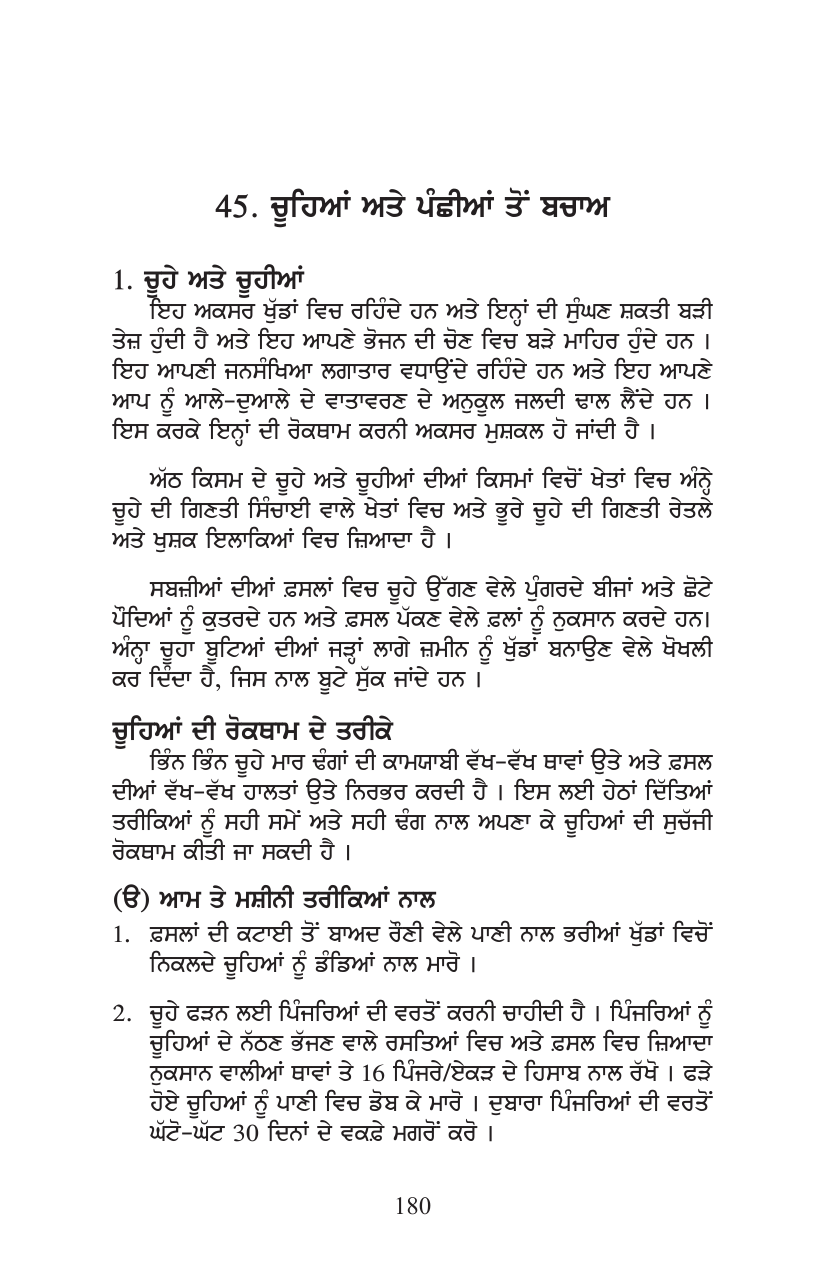 45. ਚੂਹਿਆਂ ਅਤੇ ਪੰਛੀਆਂ ਤੋਂ ਬਚਾਅ
1. ਚੂਹੇ ਅਤੇ ਚੂਹੀਆਂ
ਇਹ ਅਕਸਰ ਖੁੱਡਾਂ ਵਿਚ ਰਹਿੰਦੇ ਹਨ ਅਤੇ ਇਨ੍ਹਾਂ ਦੀ ਸੁੰਘਣ ਸ਼ਕਤੀ ਬੜੀ
ਤੇਜ਼ ਹੁੰਦੀ ਹੈ ਅਤੇ ਇਹ ਆਪਣੇ ਭੋਜਨ ਦੀ ਚੋਣ ਵਿਚ ਬੜੇ ਮਾਹਿਰ ਹੁੰਦੇ ਹਨ ।
ਇਹ ਆਪਣੀ ਜਨਸੰਖਿਆ ਲਗਾਤਾਰ ਵਧਾਉਂਦੇ ਰਹਿੰਦੇ ਹਨ ਅਤੇ ਇਹ ਆਪਣੇ
ਆਪ ਨੂੰ ਆਲੇ-ਦੁਆਲੇ ਦੇ ਵਾਤਾਵਰਣ ਦੇ ਅਨੁਕੂਲ ਜਲਦੀ ਢਾਲ ਲੈਂਦੇ ਹਨ ।
ਇਸ ਕਰਕੇ ਇਨ੍ਹਾਂ ਦੀ ਰੋਕਥਾਮ ਕਰਨੀ ਅਕਸਰ ਮੁਸ਼ਕਲ ਹੋ ਜਾਂਦੀ ਹੈ ।
ਅੱਠ ਕਿਸਮ ਦੇ ਚੂਹੇ ਅਤੇ ਚੂਹੀਆਂ ਦੀਆਂ ਕਿਸਮਾਂ ਵਿਚੋਂ ਖੇਤਾਂ ਵਿਚ ਅੰਨ੍ਹੇ
ਚੂਹੇ ਦੀ ਗਿਣਤੀ ਸਿੰਚਾਈ ਵਾਲੇ ਖੇਤਾਂ ਵਿਚ ਅਤੇ ਭੂਰੇ ਚੂਹੇ ਦੀ ਗਿਣਤੀ ਰੇਤਲੇ
ਅਤੇ ਖੁਸ਼ਕ ਇਲਾਕਿਆਂ ਵਿਚ ਜ਼ਿਆਦਾ ਹੈ ।
ਸਬਜ਼ੀਆਂ ਦੀਆਂ ਫ਼ਸਲਾਂ ਵਿਚ ਚੂਹੇ ਉੱਗਣ ਵੇਲੇ ਪੁੰਗਰਦੇ ਬੀਜਾਂ ਅਤੇ ਛੋਟੇ
ਪੌਦਿਆਂ ਨੂੰ ਕੁਤਰਦੇ ਹਨ ਅਤੇ ਫ਼ਸਲ ਪੱਕਣ ਵੇਲੇ ਫ਼ਲਾਂ ਨੂੰ ਨੁਕਸਾਨ ਕਰਦੇ ਹਨ।
ਅੰਨ੍ਹਾ ਚੂਹਾ ਬੂਟਿਆਂ ਦੀਆਂ ਜੜ੍ਹਾਂ ਲਾਗੇ ਜ਼ਮੀਨ ਨੂੰ ਖੁੱਡਾਂ ਬਨਾਉਣ ਵੇਲੇ ਖੋਖਲੀ
ਕਰ ਦਿੰਦਾ ਹੈ, ਜਿਸ ਨਾਲ ਬੂਟੇ ਸੁੱਕ ਜਾਂਦੇ ਹਨ ।
ਚੂਹਿਆਂ ਦੀ ਰੋਕਥਾਮ ਦੇ ਤਰੀਕੇ
ਭਿੰਨ ਭਿੰਨ ਚੂਹੇ ਮਾਰ ਢੰਗਾਂ ਦੀ ਕਾਮਯਾਬੀ ਵੱਖ-ਵੱਖ ਥਾਵਾਂ ਉਤੇ ਅਤੇ ਫ਼ਸਲ
ਦੀਆਂ ਵੱਖ-ਵੱਖ ਹਾਲਤਾਂ ਉਤੇ ਨਿਰਭਰ ਕਰਦੀ ਹੈ । ਇਸ ਲਈ ਹੇਠਾਂ ਦਿੱਤਿਆਂ
ਤਰੀਕਿਆਂ ਨੂੰ ਸਹੀ ਸਮੇਂ ਅਤੇ ਸਹੀ ਢੰਗ ਨਾਲ ਅਪਣਾ ਕੇ ਚੂਹਿਆਂ ਦੀ ਸੁਚੱਜੀ
ਰੋਕਥਾਮ ਕੀਤੀ ਜਾ ਸਕਦੀ ਹੈ ।
(ੳ) ਆਮ ਤੇ ਮਸ਼ੀਨੀ ਤਰੀਕਿਆਂ ਨਾਲ
1. ਫ਼ਸਲਾਂ ਦੀ ਕਟਾਈ ਤੋਂ ਬਾਅਦ ਰੌਣੀ ਵੇਲੇ ਪਾਣੀ ਨਾਲ ਭਰੀਆਂ ਖੁੱਡਾਂ ਵਿਚੋਂ
ਨਿਕਲਦੇ ਚੂਹਿਆਂ ਨੂੰ ਡੰਡਿਆਂ ਨਾਲ ਮਾਰੋ ।
2. ਚੂਹੇ ਫੜਨ ਲਈ ਪਿੰਜਰਿਆਂ ਦੀ ਵਰਤੋਂ ਕਰਨੀ ਚਾਹੀਦੀ ਹੈ । ਪਿੰਜਰਿਆਂ ਨੂੰ
ਚੂਹਿਆਂ ਦੇ ਨੱਠਣ ਭੱਜਣ ਵਾਲੇ ਰਸਤਿਆਂ ਵਿਚ ਅਤੇ ਫ਼ਸਲ ਵਿਚ ਜ਼ਿਆਦਾ
ਨੁਕਸਾਨ ਵਾਲੀਆਂ ਥਾਵਾਂ ਤੇ 16 ਪਿੰਜਰੇ/ਏਕੜ ਦੇ ਹਿਸਾਬ ਨਾਲ ਰੱਖੋ । ਫੜੇ
ਹੋਏ ਚੂਹਿਆਂ ਨੂੰ ਪਾਣੀ ਵਿਚ ਡੋਬ ਕੇ ਮਾਰੋ । ਦੁਬਾਰਾ ਪਿੰਜਰਿਆਂ ਦੀ ਵਰਤੋਂ
ਘੱਟੋ-ਘੱਟ 30 ਦਿਨਾਂ ਦੇ ਵਕਫ਼ੇ ਮਗਰੋਂ ਕਰੋ ।
180